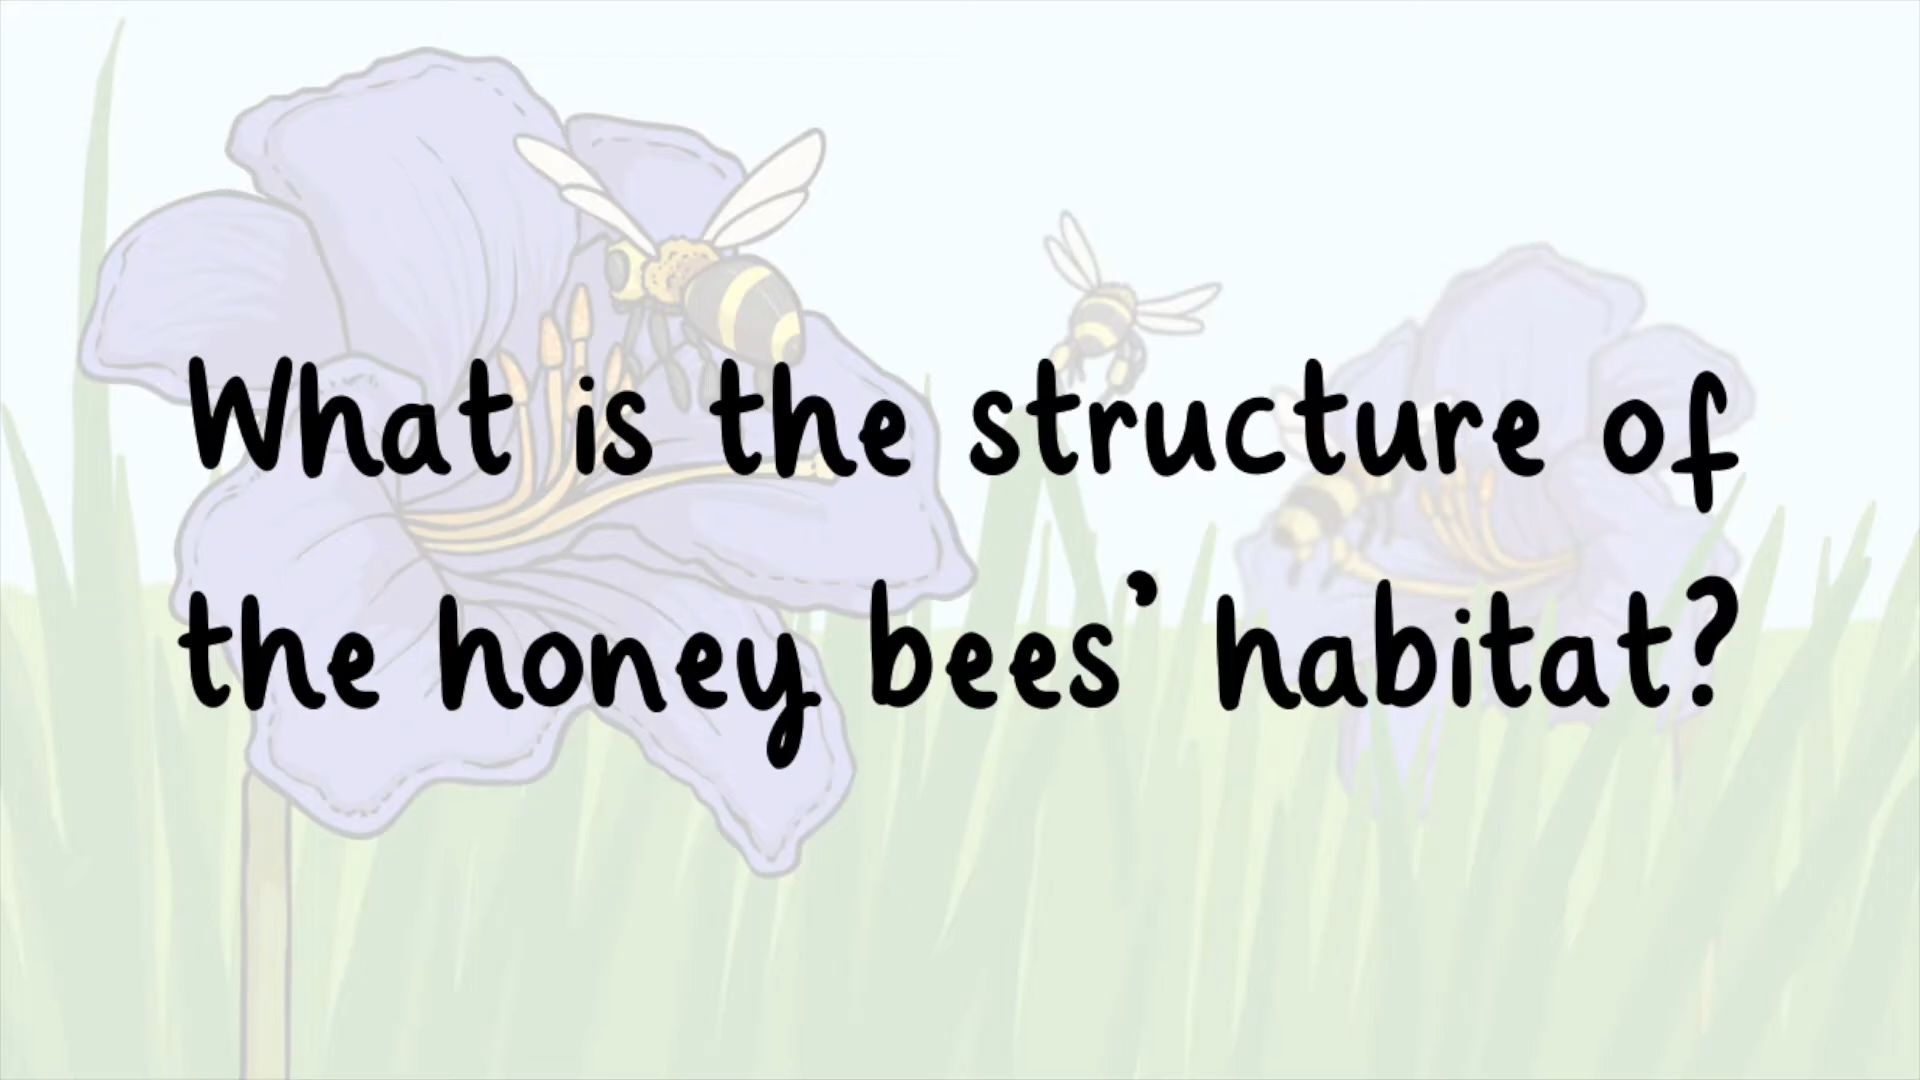 What is the structure of
the honey bees’ habitat?